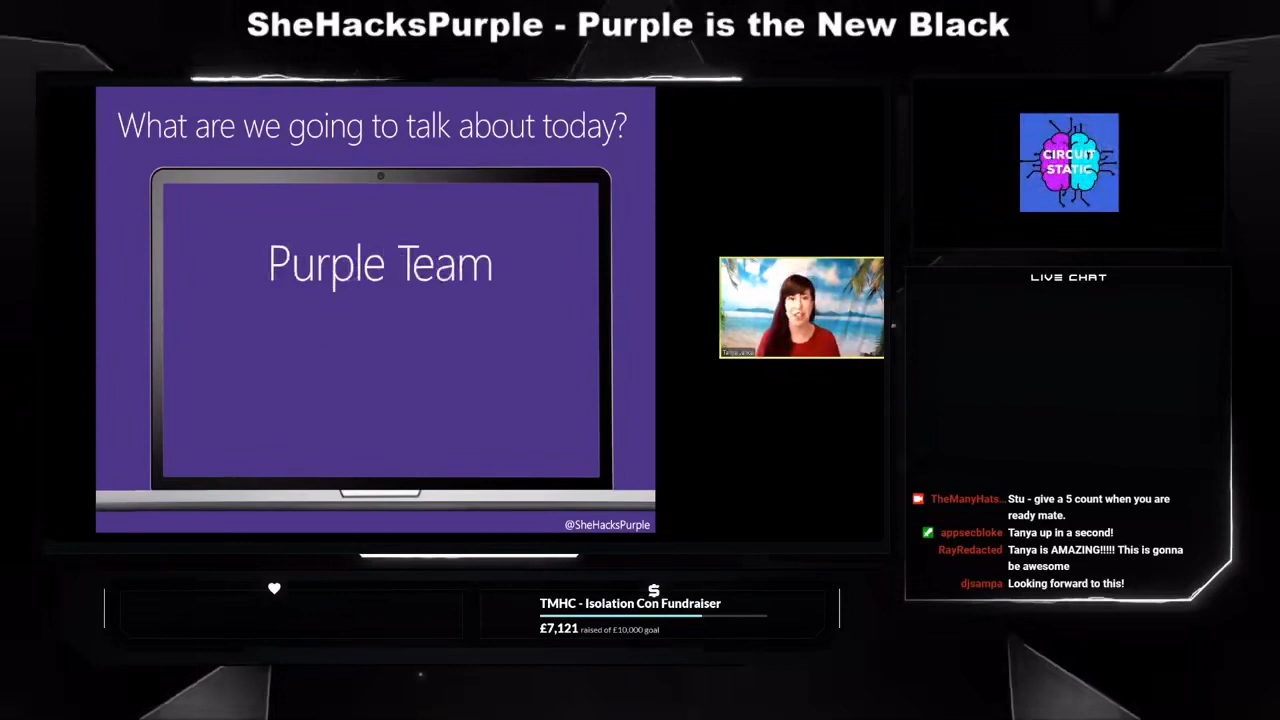 SheHacksPurple - Purple is the New Black
What are we going to talk about today?
Purple Team
@SheHacksPurple
CIRCUIT
STATIC
LIVE CHAT
TheManyHats... Stu - give a 5 count when you are
ready mate.
appsecbloke Tanya up in a second!
RayRedacted Tanya is AMAZING!!!!! This is gonna
be awesome
djsampa Looking forward to this!
TMHC - Isolation Con Fundraiser
£7,121 raised of £10,000 goal